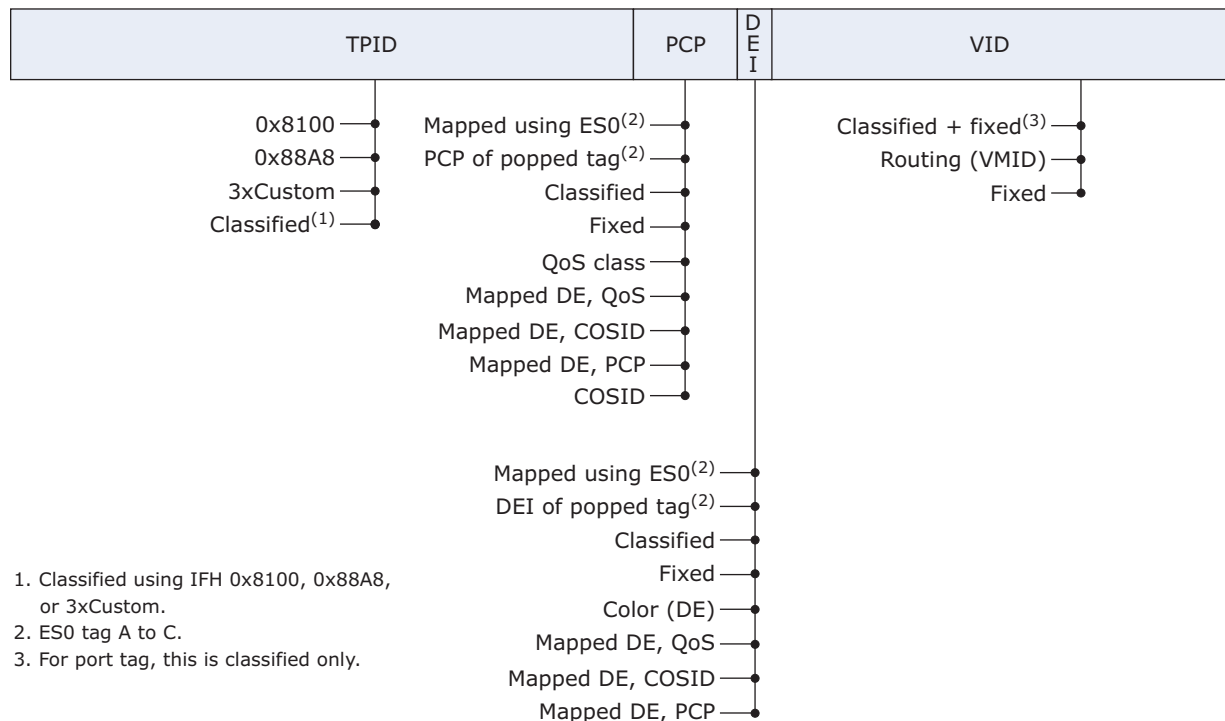 TPID
PCP
DEI
VID
0x8100
0x88A8
3xCustom
Classified(1)
Mapped using ES0(2)
PCP of popped tag(2)
Classified
Fixed
QoS class
Mapped DE, QoS
Mapped DE, COSID
Mapped DE, PCP
COSID
Mapped using ES0(2)
DEI of popped tag(2)
Classified
Fixed
Color (DE)
Mapped DE, QoS
Mapped DE, COSID
Mapped DE, PCP
Classified + fixed(3)
Routing (VMID)
Fixed
1. Classified using IFH 0x8100, 0x88A8,
or 3xCustom.
2. ES0 tag A to C.
3. For port tag, this is classified only.